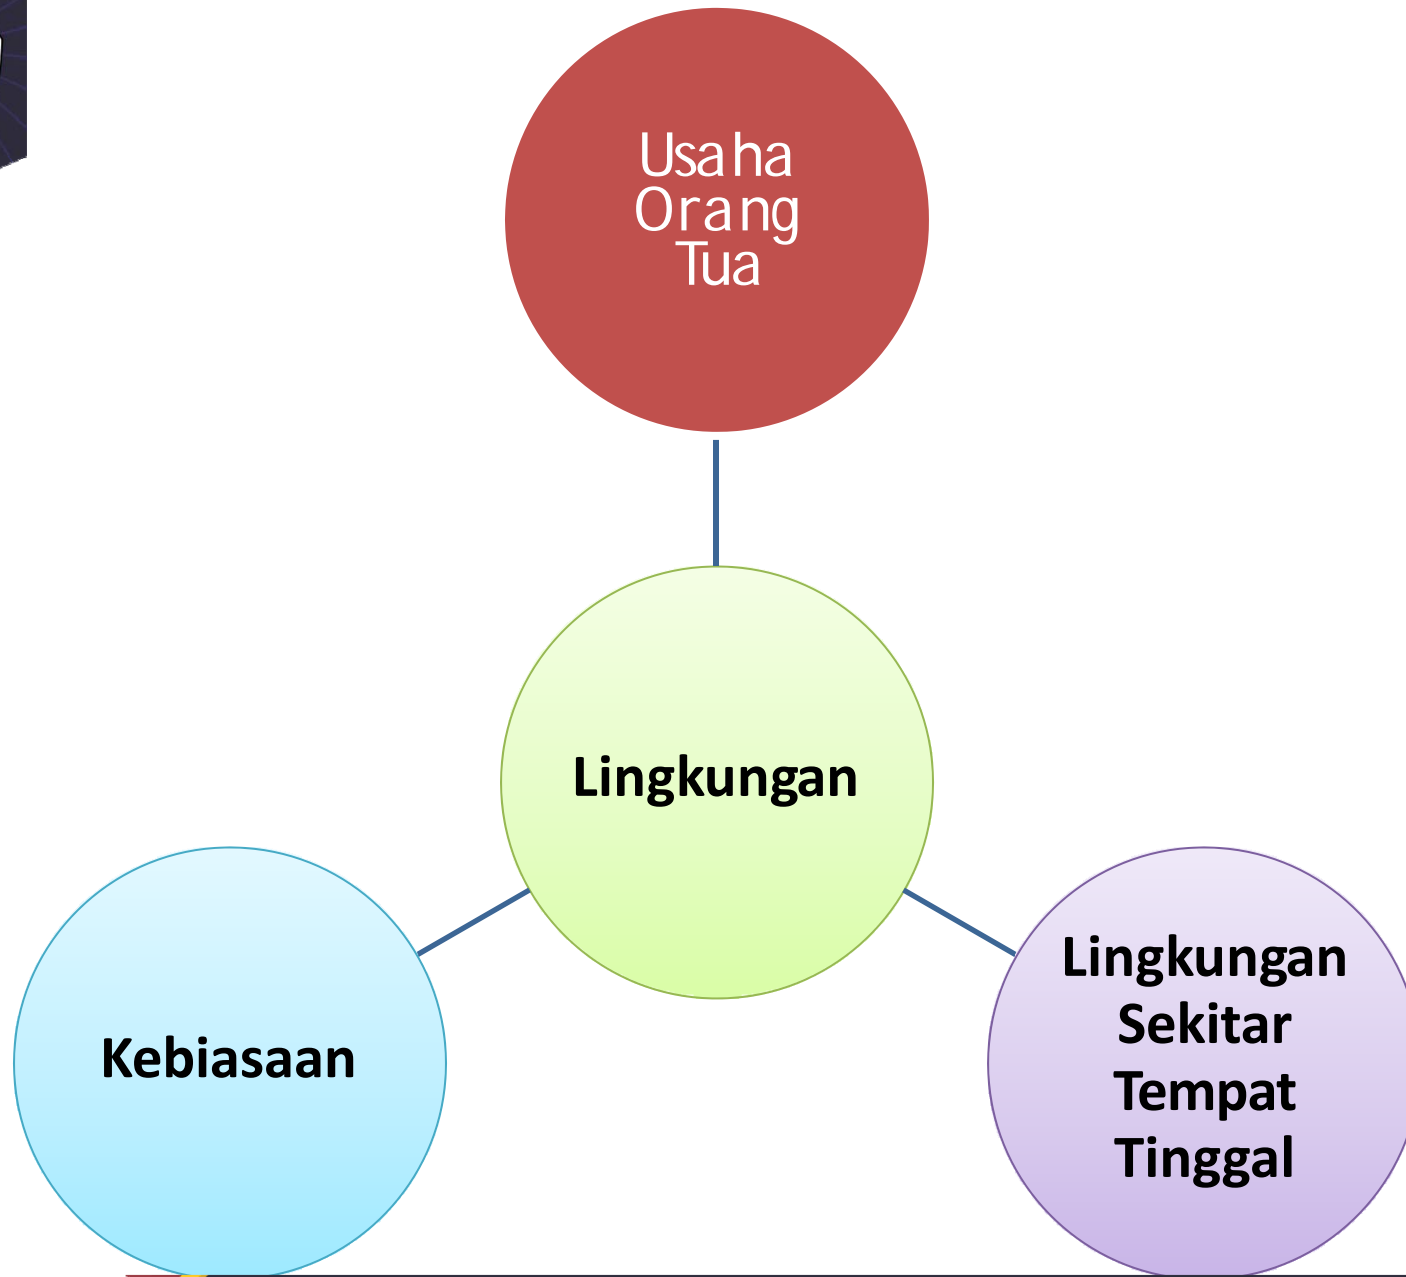 Usaha
Orang
Tua
Lingkungan
Kebiasaan
Lingkungan
Sekitar
Tempat
Tinggal